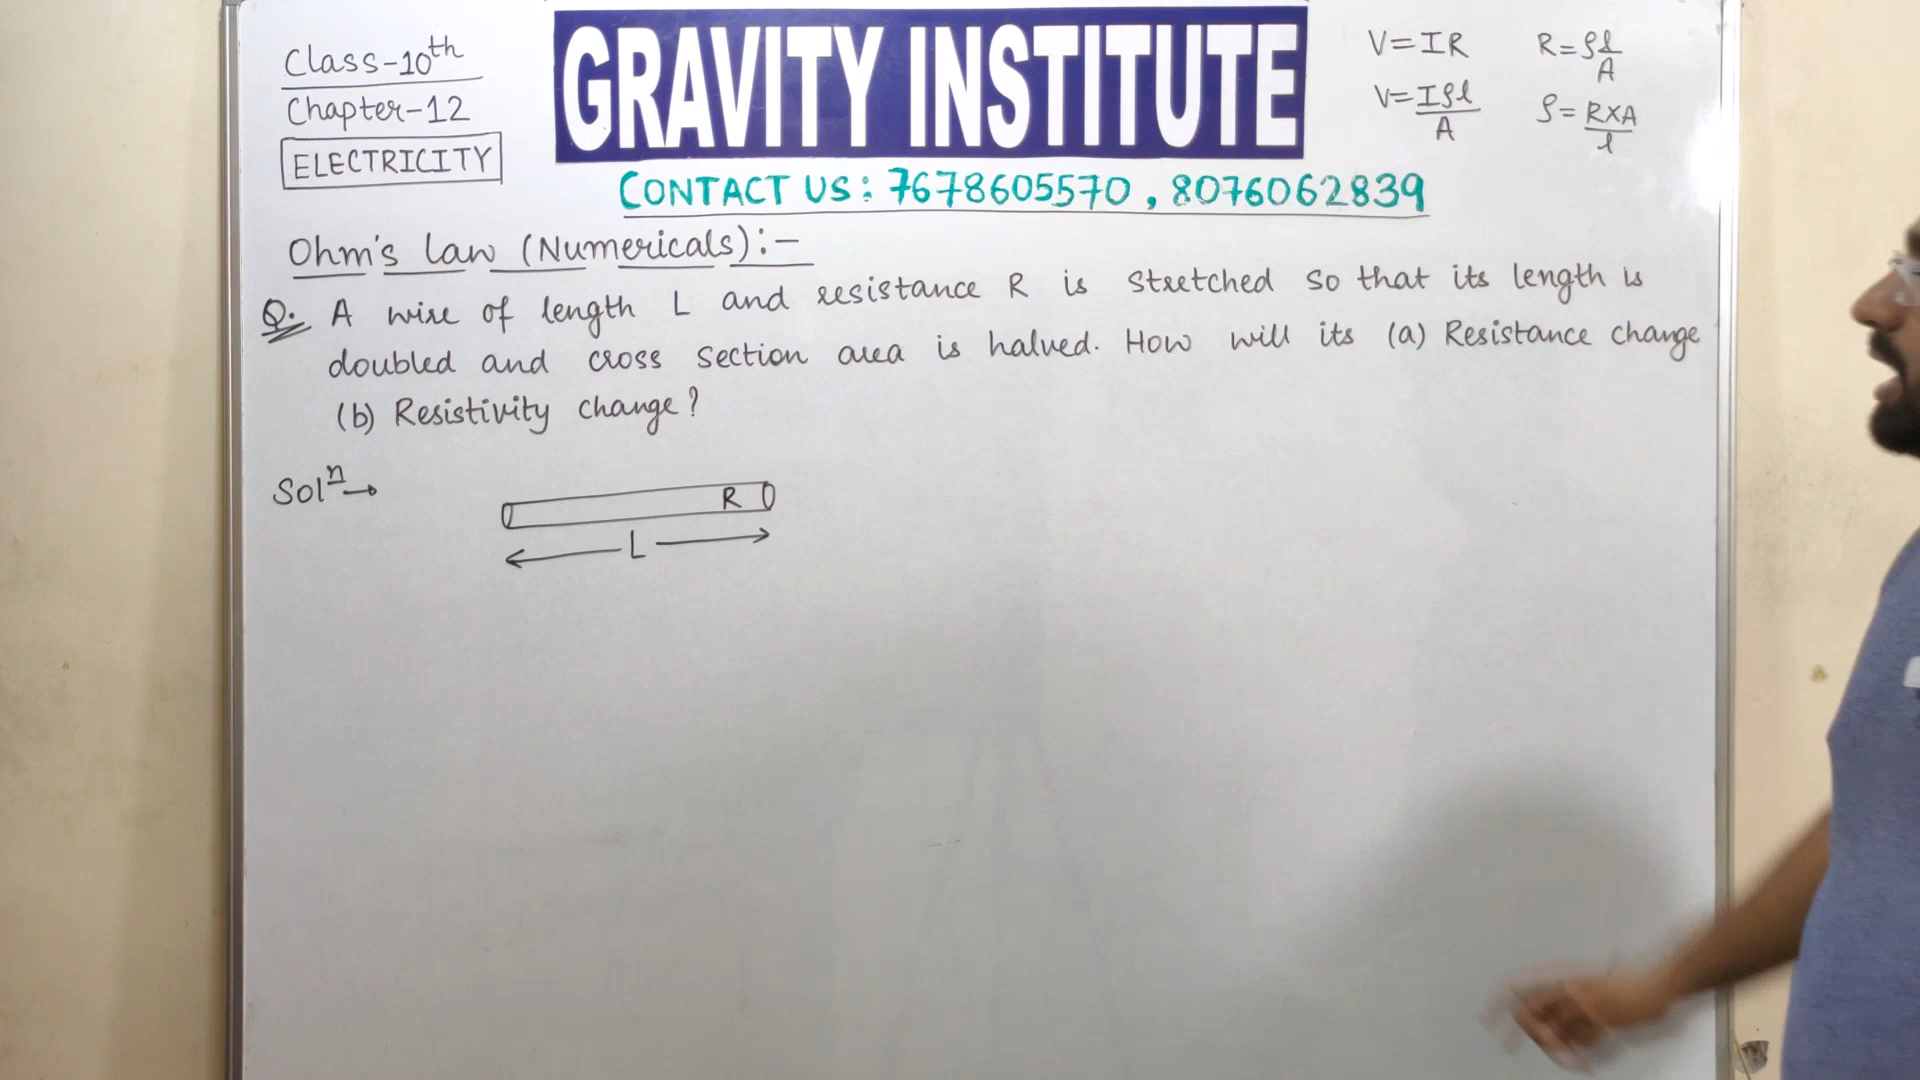 Class-10th
Chapter-12
ELECTRICITY
GRAVITY INSTITUTE
CONTACT US: 7678605570, 8076062839
V=IR
V=Iρl/A
R=ρl/A
ρ=R×A/l
Ohm's law (Numericals):-
Q. A wire of length L and resistance R is stretched so that its length is
doubled and cross section area is halved. How will its (a) Resistance change
(b) Resistivity change?
Solⁿ→
R
L